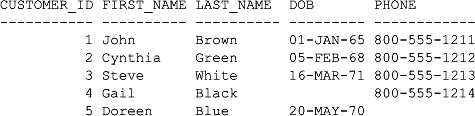 CUSTOMER_ID FIRST_NAME LAST_NAME DOB PHONE
----------- ---------- ---------- --------- ------------
1 John Brown 01-JAN-65 800-555-1211
2 Cynthia Green 05-FEB-68 800-555-1212
3 Steve White 16-MAR-71 800-555-1213
4 Gail Black 800-555-1214
5 Doreen Blue 20-MAY-70